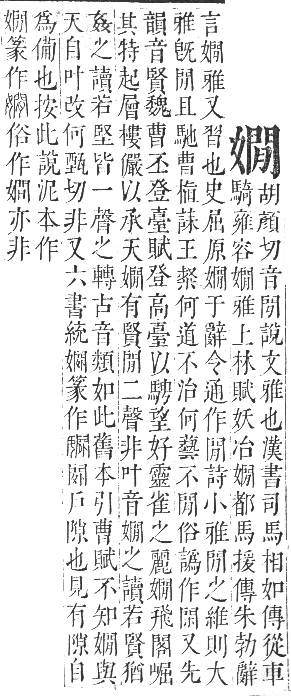 嫺
胡顏切音閑說文雅也漢書司馬相如傳從車
騎雍容嫺雅上林賦妖冶嫺都馬援傳朱勃辭
言嫺雅又習也史屈原嫺于辭令通作閑詩小雅閑之維則大
雅旣閑且馳曹植誄王粲何道不治何藝不閑俗譌作閒又先
韻音賢魏曹丕登臺賦登高臺以騁望好靈雀之麗嫺飛閣崛
其特起層樓儼以承天嫺有賢閑二聲非叶音嫺之讀若賢猶
姦之讀若堅皆一聲之轉古音類如此舊本引曹賦不知嫺與
天自叶改何甄切非又六書統嫺篆作閒戶隙也見有隙自
爲也按此說泥本作
嫺篆作俗作嫻亦非